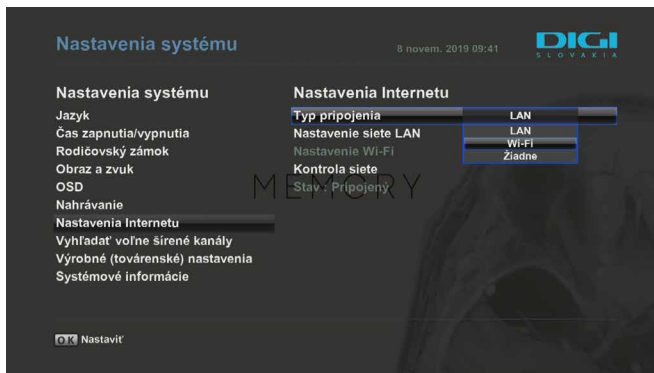 Nastavenia systému
8 novem. 2019 09:41
DIGI
SLOVAKIA
Nastavenia systému
Jazyk
Čas zapnutia/vypnutia
Rodičovský zámok
Obraz a zvuk
OSD
Nahrávanie
Nastavenia Internetu
Vyhľadať voľne šírené kanály
Výrobné (továrenské) nastavenia
Systémové informácie
Nastavenia Internetu
Typ pripojenia LAN
Nastavenie siete LAN
Nastavenie Wi-Fi
Kontrola siete
Stav : Pripojený
LAN
Wi-Fi
Žiadne
MEMORY
OK Nastaviť